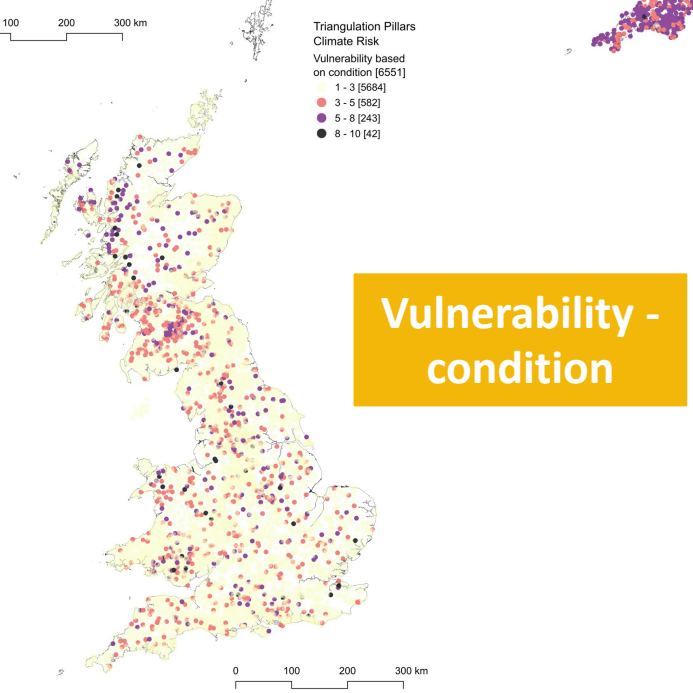 100 200 300 km
Triangulation Pillars
Climate Risk
Vulnerability based
on condition [6551]
1 - 3 [5684]
3 - 5 [582]
5 - 8 [243]
8 - 10 [42]
Vulnerability -
condition
0 100 200 300 km